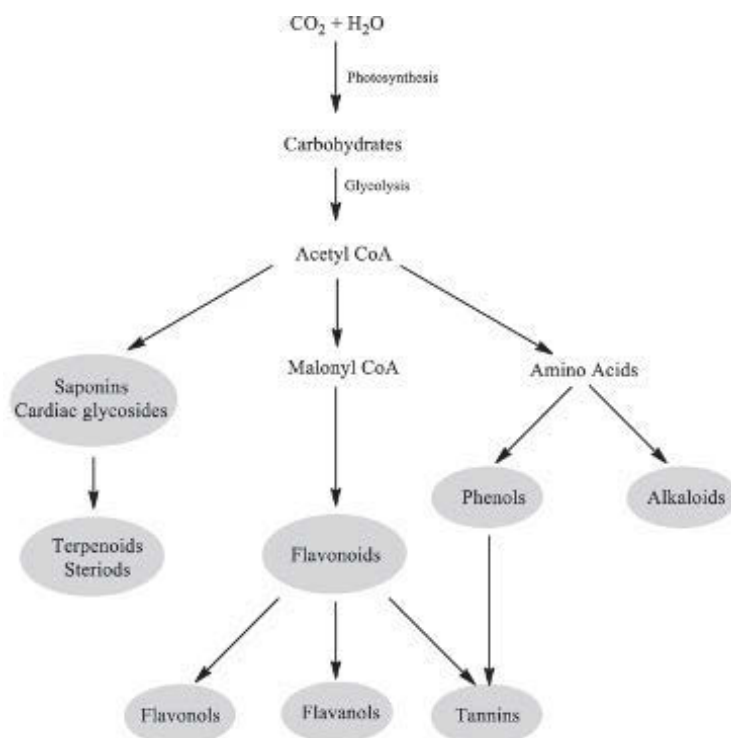 CO₂ + H₂O
Photosynthesis
Carbohydrates
Glycolysis
Acetyl CoA
Saponins
Cardiac glycosides
Malonyl CoA
Amino Acids
Phenols
Alkaloids
Terpenoids
Steriods
Flavonoids
Flavonols
Flavanols
Tannins